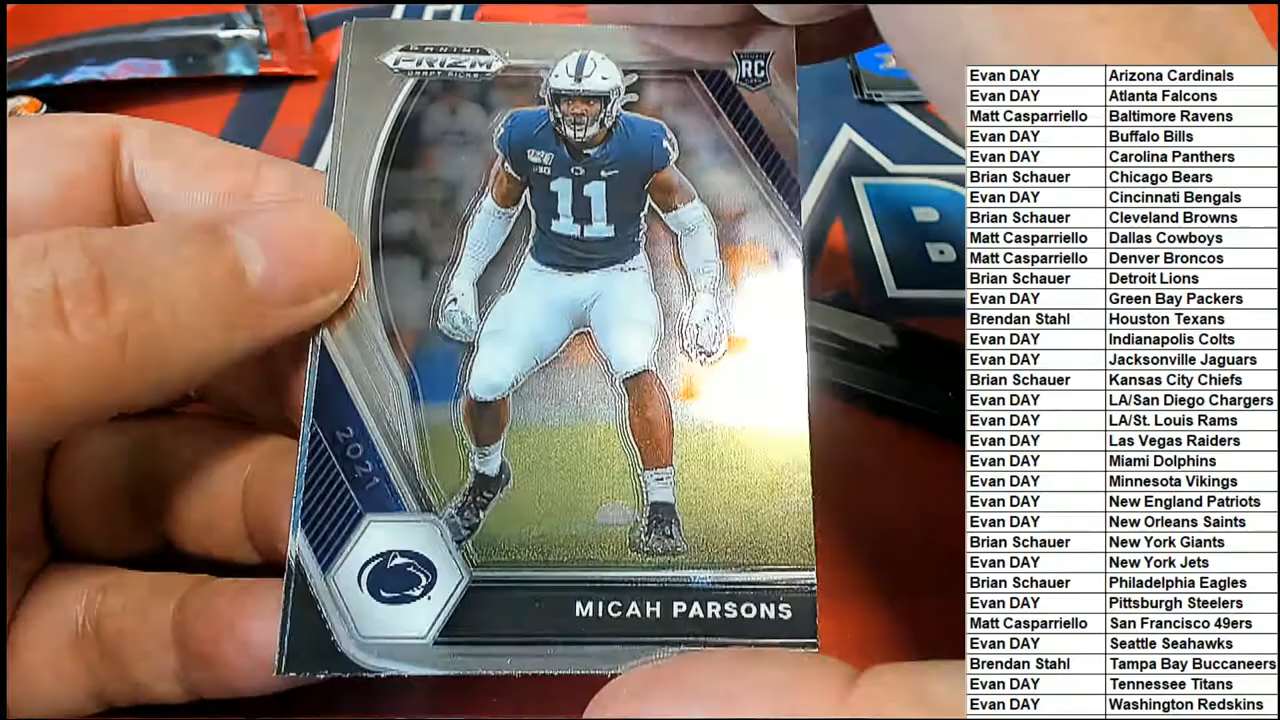 PANINI
PRIZM
DRAFT PICKS
RC
11
2021
MICAH PARSONS
B
Evan DAY Arizona Cardinals
Evan DAY Atlanta Falcons
Matt Casparriello Baltimore Ravens
Evan DAY Buffalo Bills
Evan DAY Carolina Panthers
Brian Schauer Chicago Bears
Evan DAY Cincinnati Bengals
Brian Schauer Cleveland Browns
Matt Casparriello Dallas Cowboys
Matt Casparriello Denver Broncos
Brian Schauer Detroit Lions
Evan DAY Green Bay Packers
Brendan Stahl Houston Texans
Evan DAY Indianapolis Colts
Evan DAY Jacksonville Jaguars
Brian Schauer Kansas City Chiefs
Evan DAY LA/San Diego Chargers
Evan DAY LA/St. Louis Rams
Evan DAY Las Vegas Raiders
Evan DAY Miami Dolphins
Evan DAY Minnesota Vikings
Evan DAY New England Patriots
Evan DAY New Orleans Saints
Brian Schauer New York Giants
Evan DAY New York Jets
Brian Schauer Philadelphia Eagles
Evan DAY Pittsburgh Steelers
Matt Casparriello San Francisco 49ers
Evan DAY Seattle Seahawks
Brendan Stahl Tampa Bay Buccaneers
Evan DAY Tennessee Titans
Evan DAY Washington Redskins